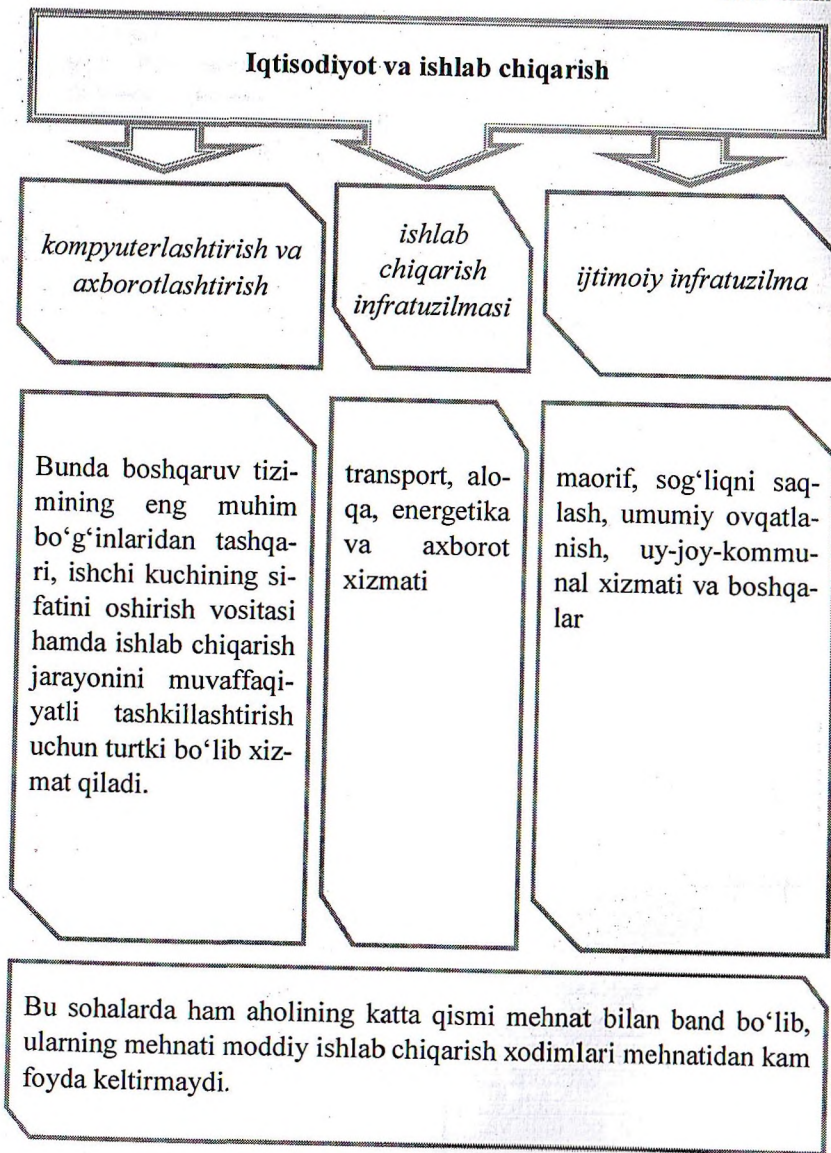 Iqtisodiyot va ishlab chiqarish
kompyuterlashtirish va
axborotlashtirish
ishlab
chiqarish
infratuzilmasi
ijtimoiy infratuzilma
Bunda boshqaruv tizi-
mining eng muhim
bo‘g‘inlaridan tashqa-
ri, ishchi kuchining si-
fatini oshirish vositasi
hamda ishlab chiqarish
jarayonini muvaffaqi-
yatli tashkillashtirish
uchun turtki bo‘lib xiz-
mat qiladi.
transport, alo-
qa, energetika
va axborot
xizmati
maorif, sog‘liqni saq-
lash, umumiy ovqatla-
nish, uy-joy-kommu-
nal xizmati va boshqa-
lar
Bu sohalarda ham aholining katta qismi mehnat bilan band bo‘lib,
ularning mehnati moddiy ishlab chiqarish xodimlari mehnatidan kam
foyda keltirmaydi.